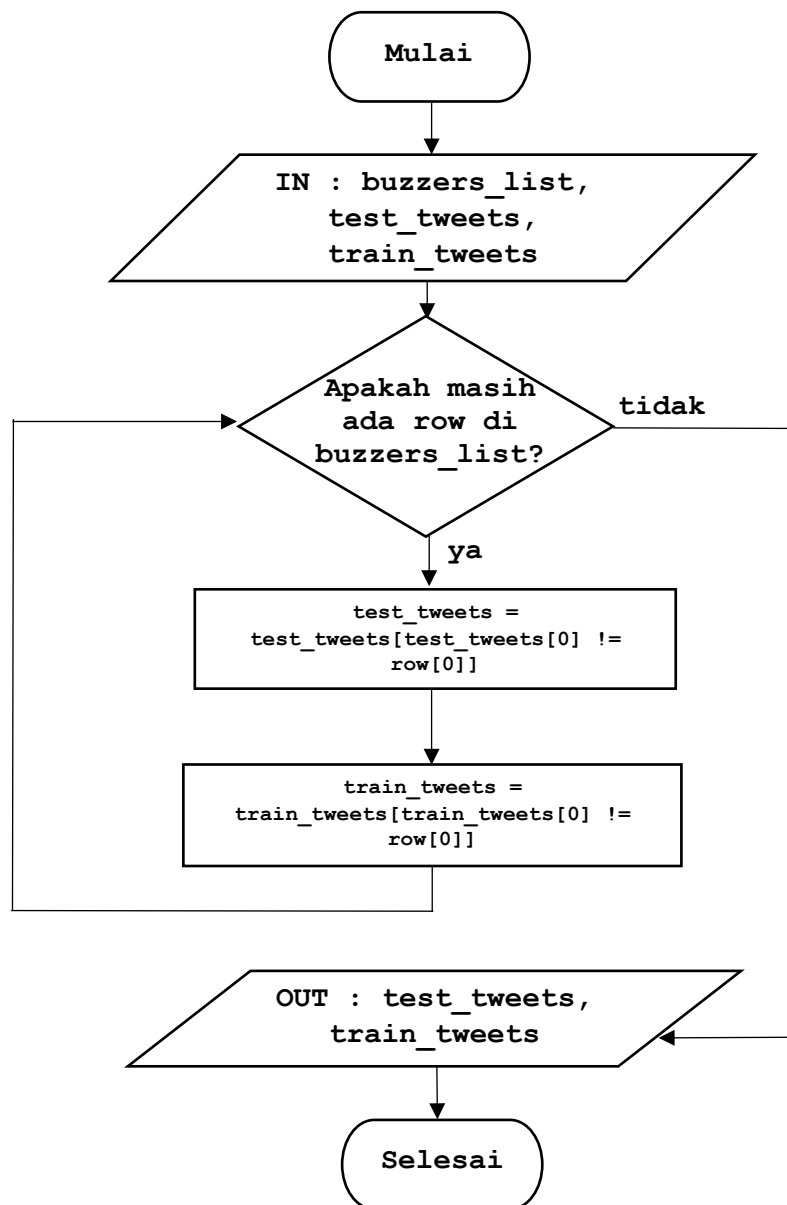 Mulai
IN : buzzers_list,
test_tweets,
train_tweets
Apakah masih
ada row di
buzzers_list?
tidak
ya
test_tweets =
test_tweets[test_tweets[0] !=
row[0]]
train_tweets =
train_tweets[train_tweets[0] !=
row[0]]
OUT : test_tweets,
train_tweets
Selesai